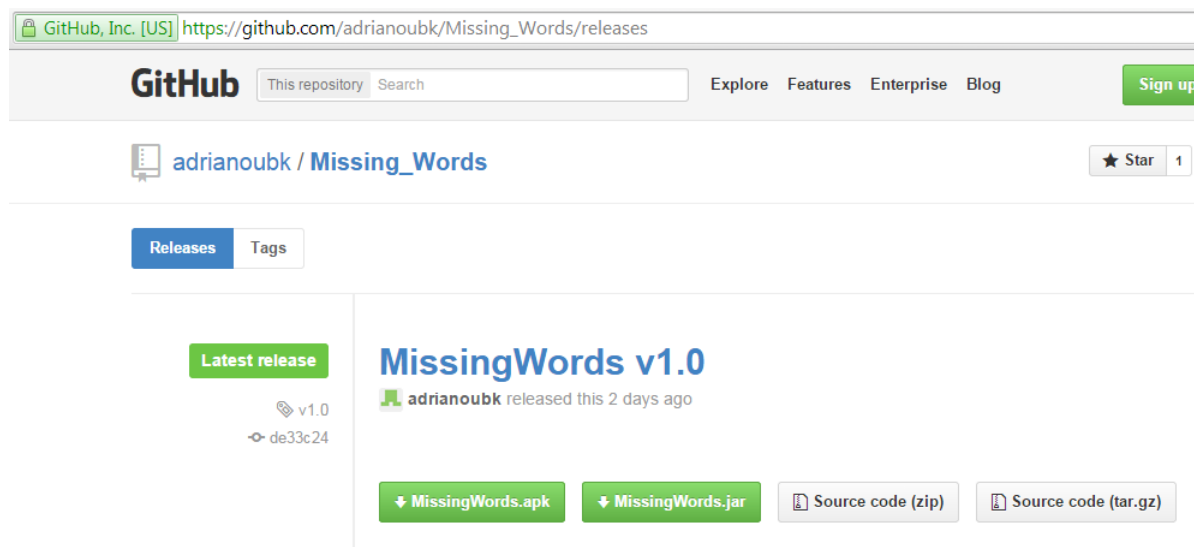 GitHub, Inc. [US] https://github.com/adrianoubk/Missing_Words/releases
GitHub This repository Search Explore Features Enterprise Blog Sign up
adrianoubk / Missing_Words Star 1
Releases Tags
Latest release
MissingWords v1.0
adrianoubk released this 2 days ago
v1.0
de33c24
MissingWords.apk MissingWords.jar Source code (zip) Source code (tar.gz)